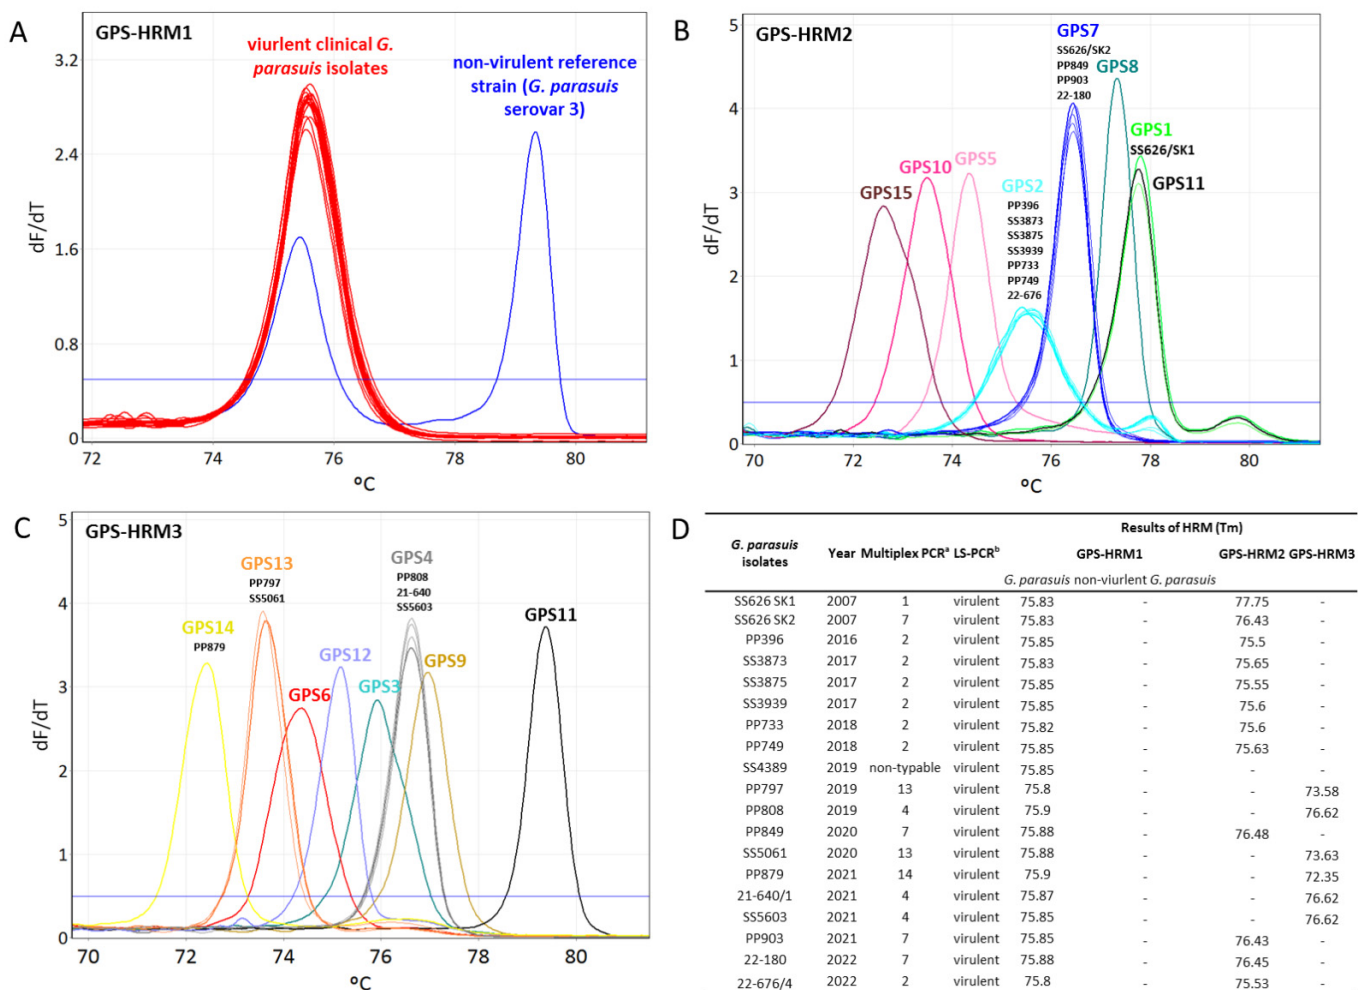 A
GPS-HRM1
viurlent clinical G.
parasuis isolates
non-virulent reference
strain (G. parasuis
serovar 3)
3.2
2.4
1.6
0.8
0
dF/dT
72
74
76
78
80
°C
B
GPS-HRM2
GPS7
SS626/SK2
PP849
PP903
22-180
GPS8
GPS1
SS626/SK1
GPS11
GPS5
GPS10
GPS15
GPS2
PP396
SS3873
SS3875
SS3939
PP733
PP749
22-676
5
4
3
2
1
0
dF/dT
70
72
74
76
78
80
°C
C
GPS-HRM3
GPS13
PP797
SS5061
GPS4
PP808
21-640
SS5603
GPS11
GPS14
PP879
GPS12
GPS9
GPS6
GPS3
5
4
3
2
1
0
dF/dT
70
72
74
76
78
80
°C
D
Results of HRM (Tm)
G. parasuis
isolates
Year Multiplex PCRa LS-PCRb GPS-HRM1 GPS-HRM2 GPS-HRM3
G. parasuis non-viurlent G. parasuis
SS626 SK1 2007 1 virulent 75.83 - 77.75 -
SS626 SK2 2007 7 virulent 75.83 - 76.43 -
PP396 2016 2 virulent 75.85 - 75.5 -
SS3873 2017 2 virulent 75.83 - 75.65 -
SS3875 2017 2 virulent 75.85 - 75.55 -
SS3939 2017 2 virulent 75.85 - 75.6 -
PP733 2018 2 virulent 75.82 - 75.6 -
PP749 2018 2 virulent 75.85 - 75.63 -
SS4389 2019 non-typable virulent 75.85 - - -
PP797 2019 13 virulent 75.8 - - 73.58
PP808 2019 4 virulent 75.9 - - 76.62
PP849 2020 7 virulent 75.88 - 76.48 -
SS5061 2020 13 virulent 75.88 - - 73.63
PP879 2021 14 virulent 75.9 - - 72.35
21-640/1 2021 4 virulent 75.87 - - 76.62
SS5603 2021 4 virulent 75.85 - - 76.62
PP903 2021 7 virulent 75.85 - 76.43 -
22-180 2022 7 virulent 75.88 - 76.45 -
22-676/4 2022 2 virulent 75.8 - 75.53 -